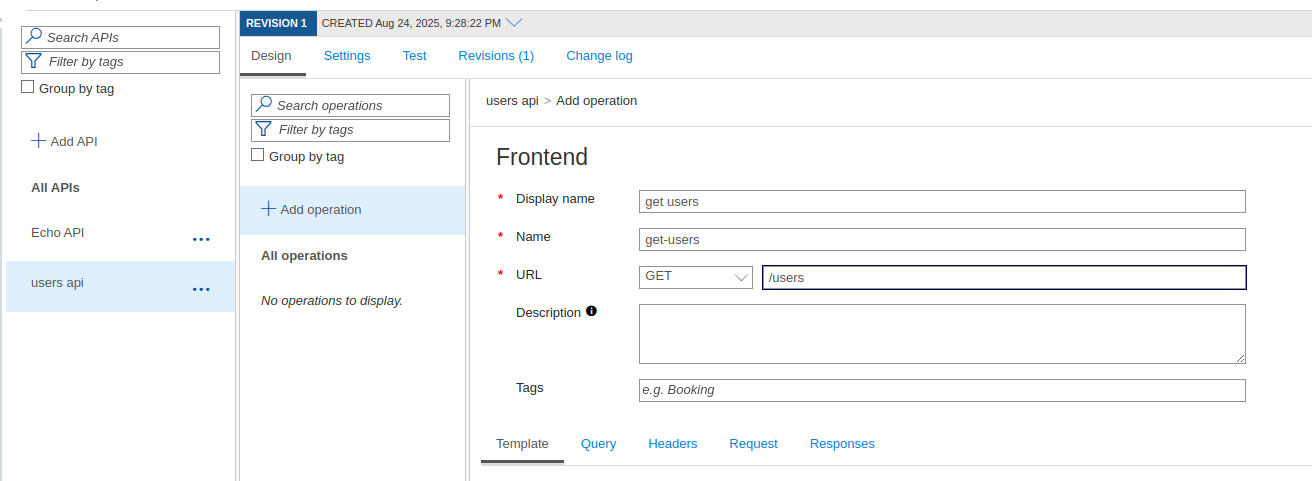 Search APIs
Filter by tags
Group by tag
Add API
All APIs
Echo API
users api
REVISION 1 CREATED Aug 24, 2025, 9:28:22 PM
Design Settings Test Revisions (1) Change log
Search operations
Filter by tags
Group by tag
Add operation
All operations
No operations to display.
users api > Add operation
Frontend
* Display name get users
* Name get-users
* URL GET /users
Description
Tags e.g. Booking
Template Query Headers Request Responses